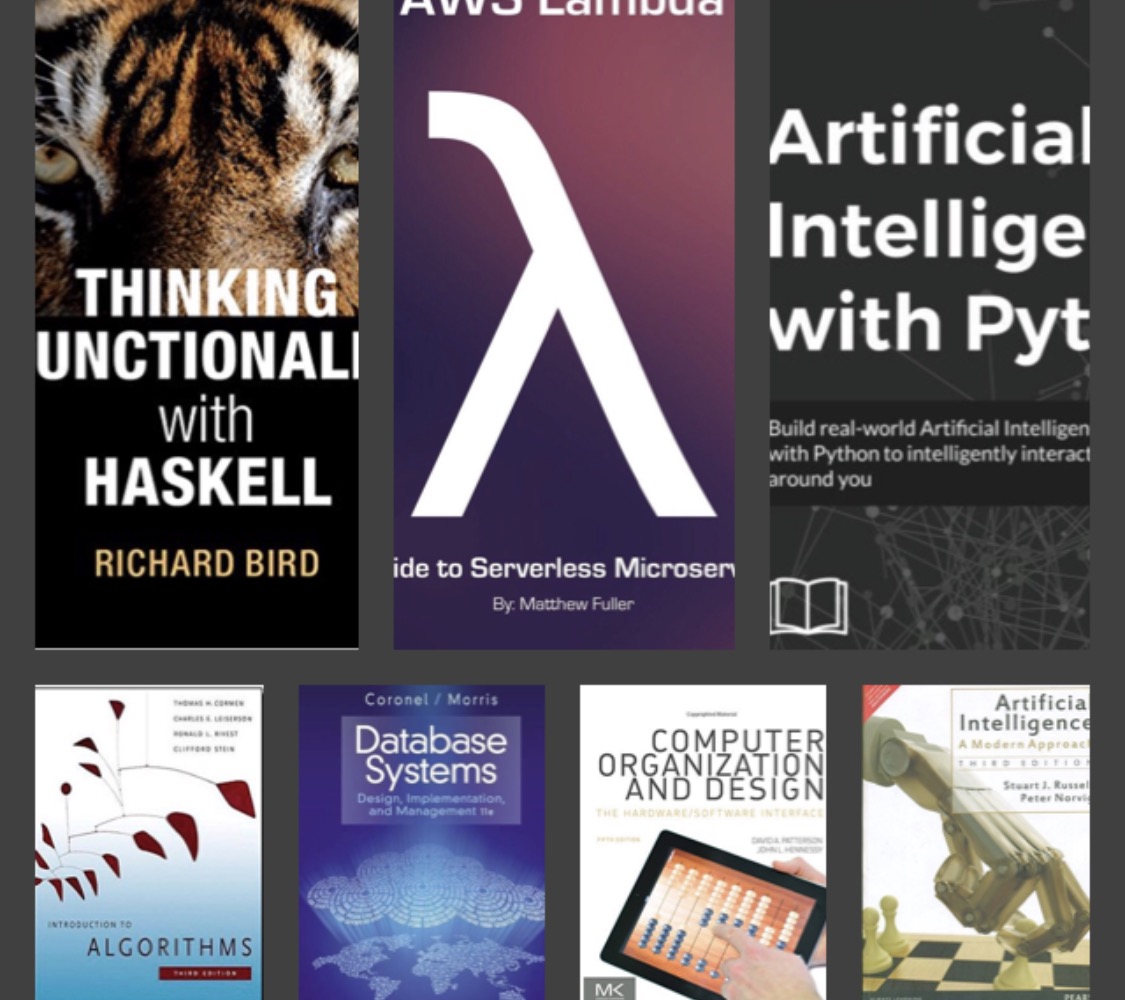 THINKING
UNCTIONAL
with
HASKELL
RICHARD BIRD
AWS Lambda
ide to Serverless Microserv
By: Matthew Fuller
Artificial
Intellige
with Pyt
Build real-world Artificial Intelligen
with Python to intelligently interact
around you
THOMAS H. CORMEN
CHARLES E. LEISERSON
RONALD L. RIVEST
CLIFFORD STEIN
INTRODUCTION TO
ALGORITHMS
THIRD EDITION
Coronel / Morris
Database
Systems
Design, Implementation,
and Management 11e
Copyrighted Material
COMPUTER
ORGANIZATION
AND DESIGN
THE HARDWARE/SOFTWARE INTERFACE
FIFTH EDITION
DAVID A. PATTERSON
JOHN L. HENNESSY
MK
Artificia
Intelligence
A Modern Approach
THIRD EDITION
Stuart J. Russel
Peter Norvig
PEARS